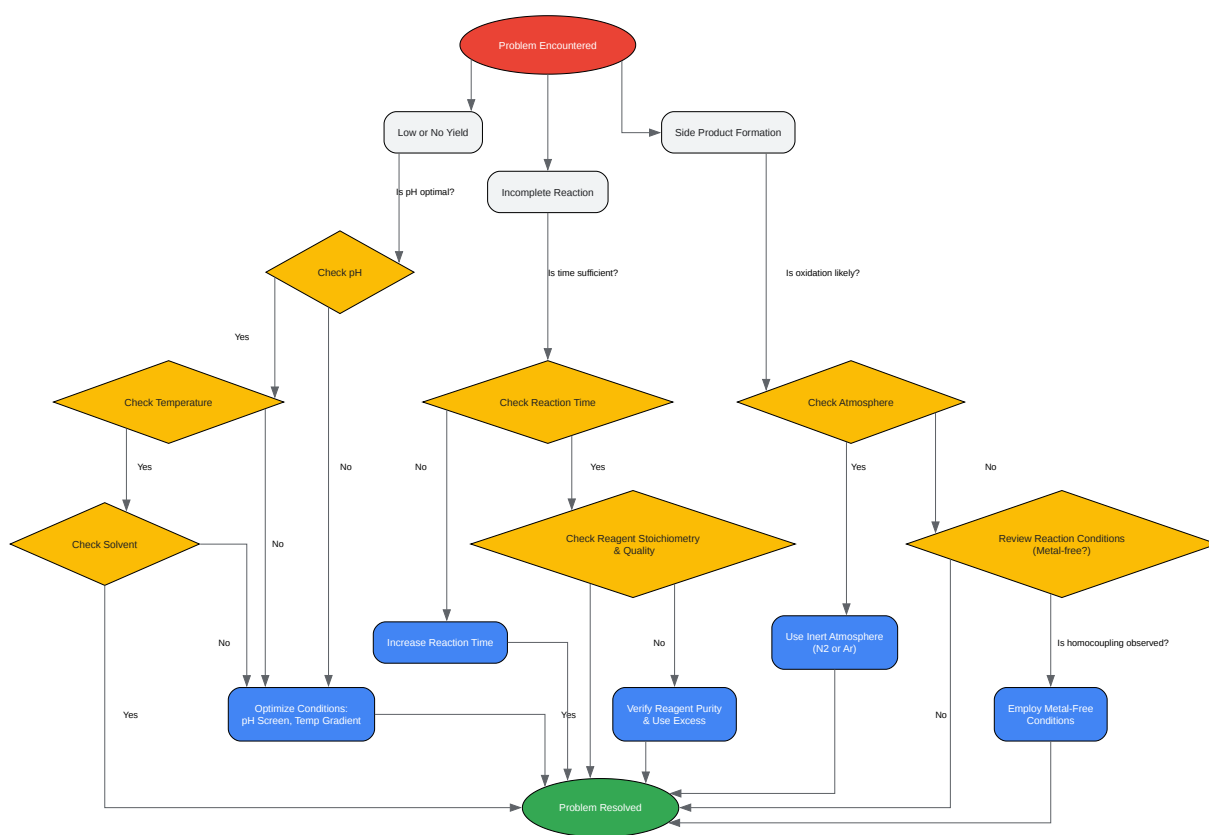 Problem Encountered
Low or No Yield
Side Product Formation
Is pH optimal?
Incomplete Reaction
Check pH
Is time sufficient?
Is oxidation likely?
Yes
Check Temperature
Check Reaction Time
Check Atmosphere
Yes
No
No
Yes
Yes
No
Check Solvent
No
Check Reagent Stoichiometry
& Quality
Review Reaction Conditions
(Metal-free?)
No
Increase Reaction Time
No
Use Inert Atmosphere
(N2 or Ar)
Is homocoupling observed?
Yes
Optimize Conditions:
pH Screen, Temp Gradient
Yes
Verify Reagent Purity
& Use Excess
No
Employ Metal-Free
Conditions
Problem Resolved